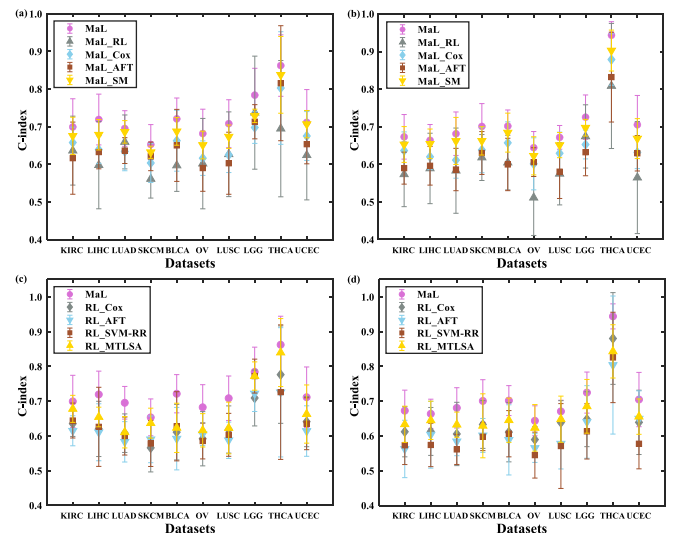 (a)
MaL
MaL_RL
MaL_Cox
MaL_AFT
MaL_SM
C-index
1.0
0.9
0.8
0.7
0.6
0.5
0.4
KIRC LIHC LUAD SKCM BLCA OV LUSC LGG THCA UCEC
Datasets
(b)
MaL
MaL_RL
MaL_Cox
MaL_AFT
MaL_SM
C-index
1.0
0.9
0.8
0.7
0.6
0.5
0.4
KIRC LIHC LUAD SKCM BLCA OV LUSC LGG THCA UCEC
Datasets
(c)
MaL
RL_Cox
RL_AFT
RL_SVM-RR
RL_MTLSA
C-index
1.0
0.9
0.8
0.7
0.6
0.5
0.4
KIRC LIHC LUAD SKCM BLCA OV LUSC LGG THCA UCEC
Datasets
(d)
MaL
RL_Cox
RL_AFT
RL_SVM-RR
RL_MTLSA
C-index
1.0
0.9
0.8
0.7
0.6
0.5
0.4
KIRC LIHC LUAD SKCM BLCA OV LUSC LGG THCA UCEC
Datasets